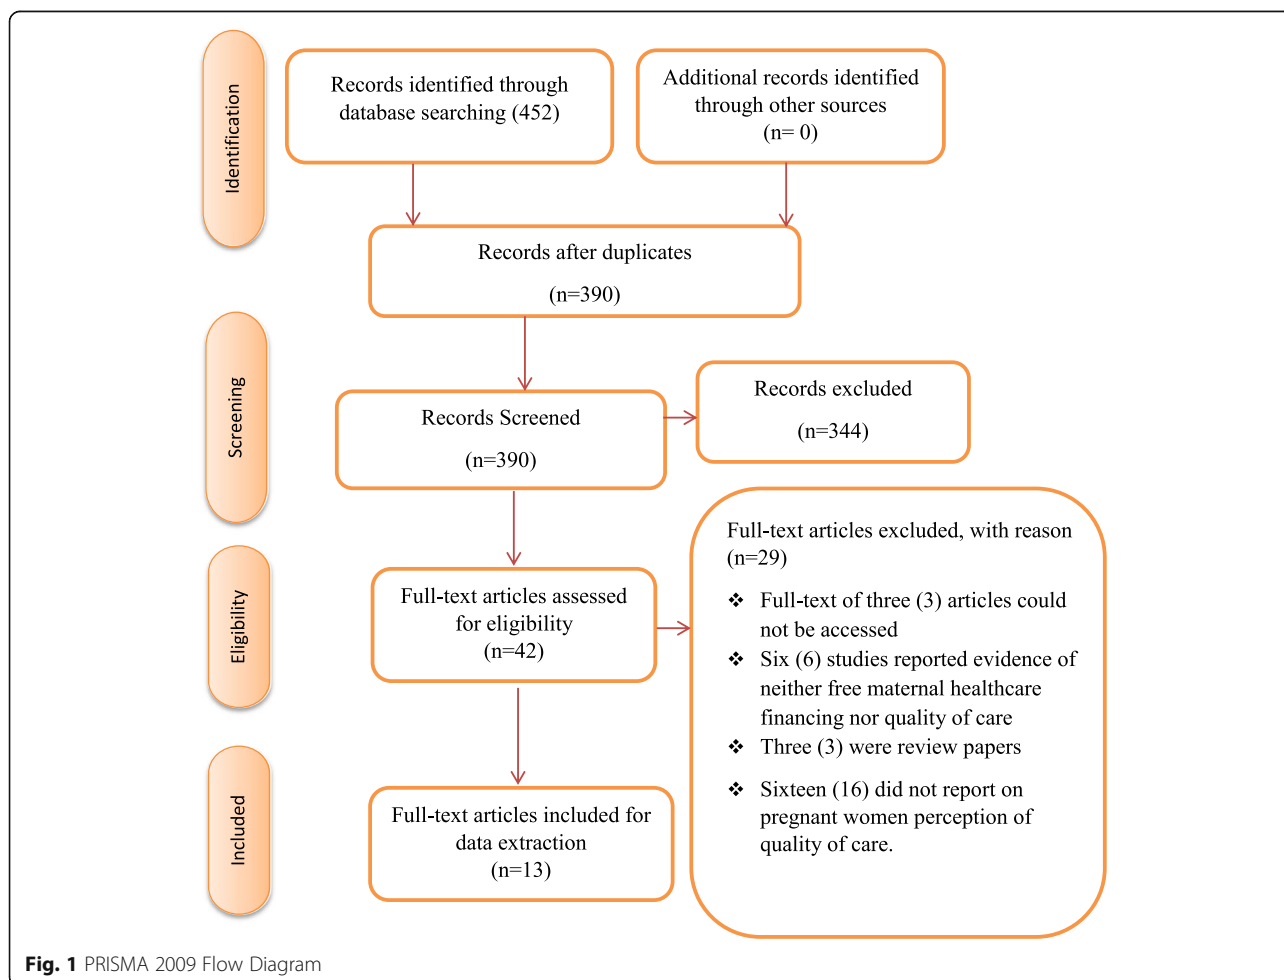 Identification
Records identified through
database searching (452)
Additional records identified
through other sources
(n= 0)
Records after duplicates
(n=390)
Screening
Records Screened
(n=390)
Records excluded
(n=344)
Eligibility
Full-text articles assessed
for eligibility
(n=42)
Full-text articles excluded, with reason
(n=29)
❖ Full-text of three (3) articles could
not be accessed
❖ Six (6) studies reported evidence of
neither free maternal healthcare
financing nor quality of care
❖ Three (3) were review papers
❖ Sixteen (16) did not report on
pregnant women perception of
quality of care.
Included
Full-text articles included for
data extraction
(n=13)
Fig. 1 PRISMA 2009 Flow Diagram